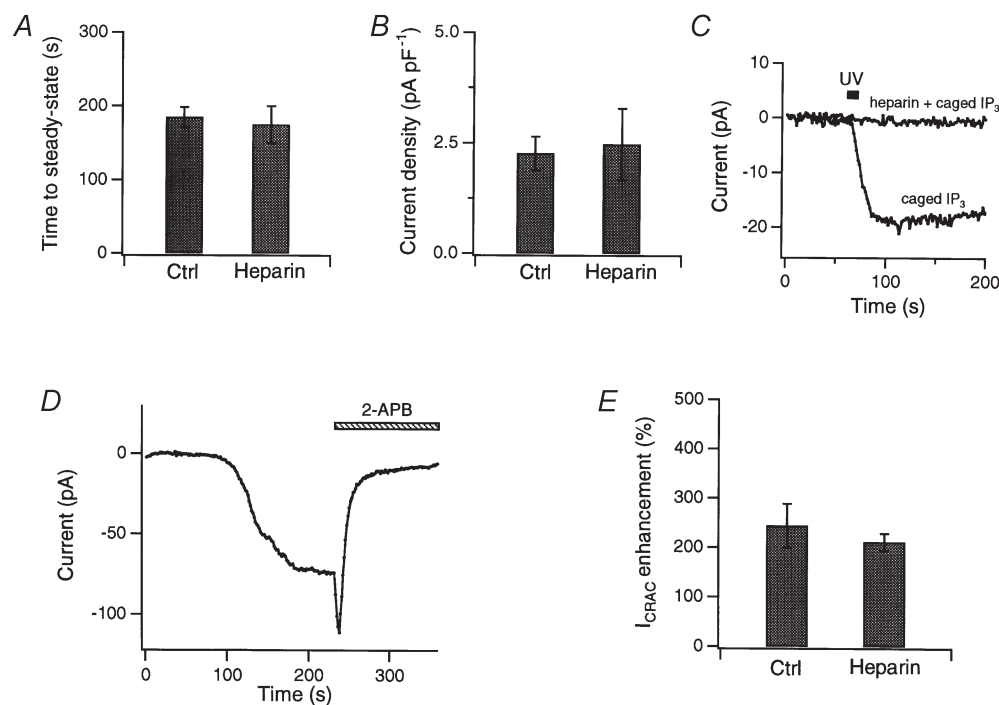 A
Time to steady-state (s)
300
200
100
0
Ctrl Heparin
B
Current density (pA pF-1)
5.0
2.5
0.0
Ctrl Heparin
C
Current (pA)
10
0
-10
-20
UV
heparin + caged IP3
caged IP3
0 100 200
Time (s)
D
Current (pA)
0
-50
-100
2-APB
0 100 200 300
Time (s)
E
ICRAC enhancement (%)
500
400
300
200
100
0
Ctrl Heparin